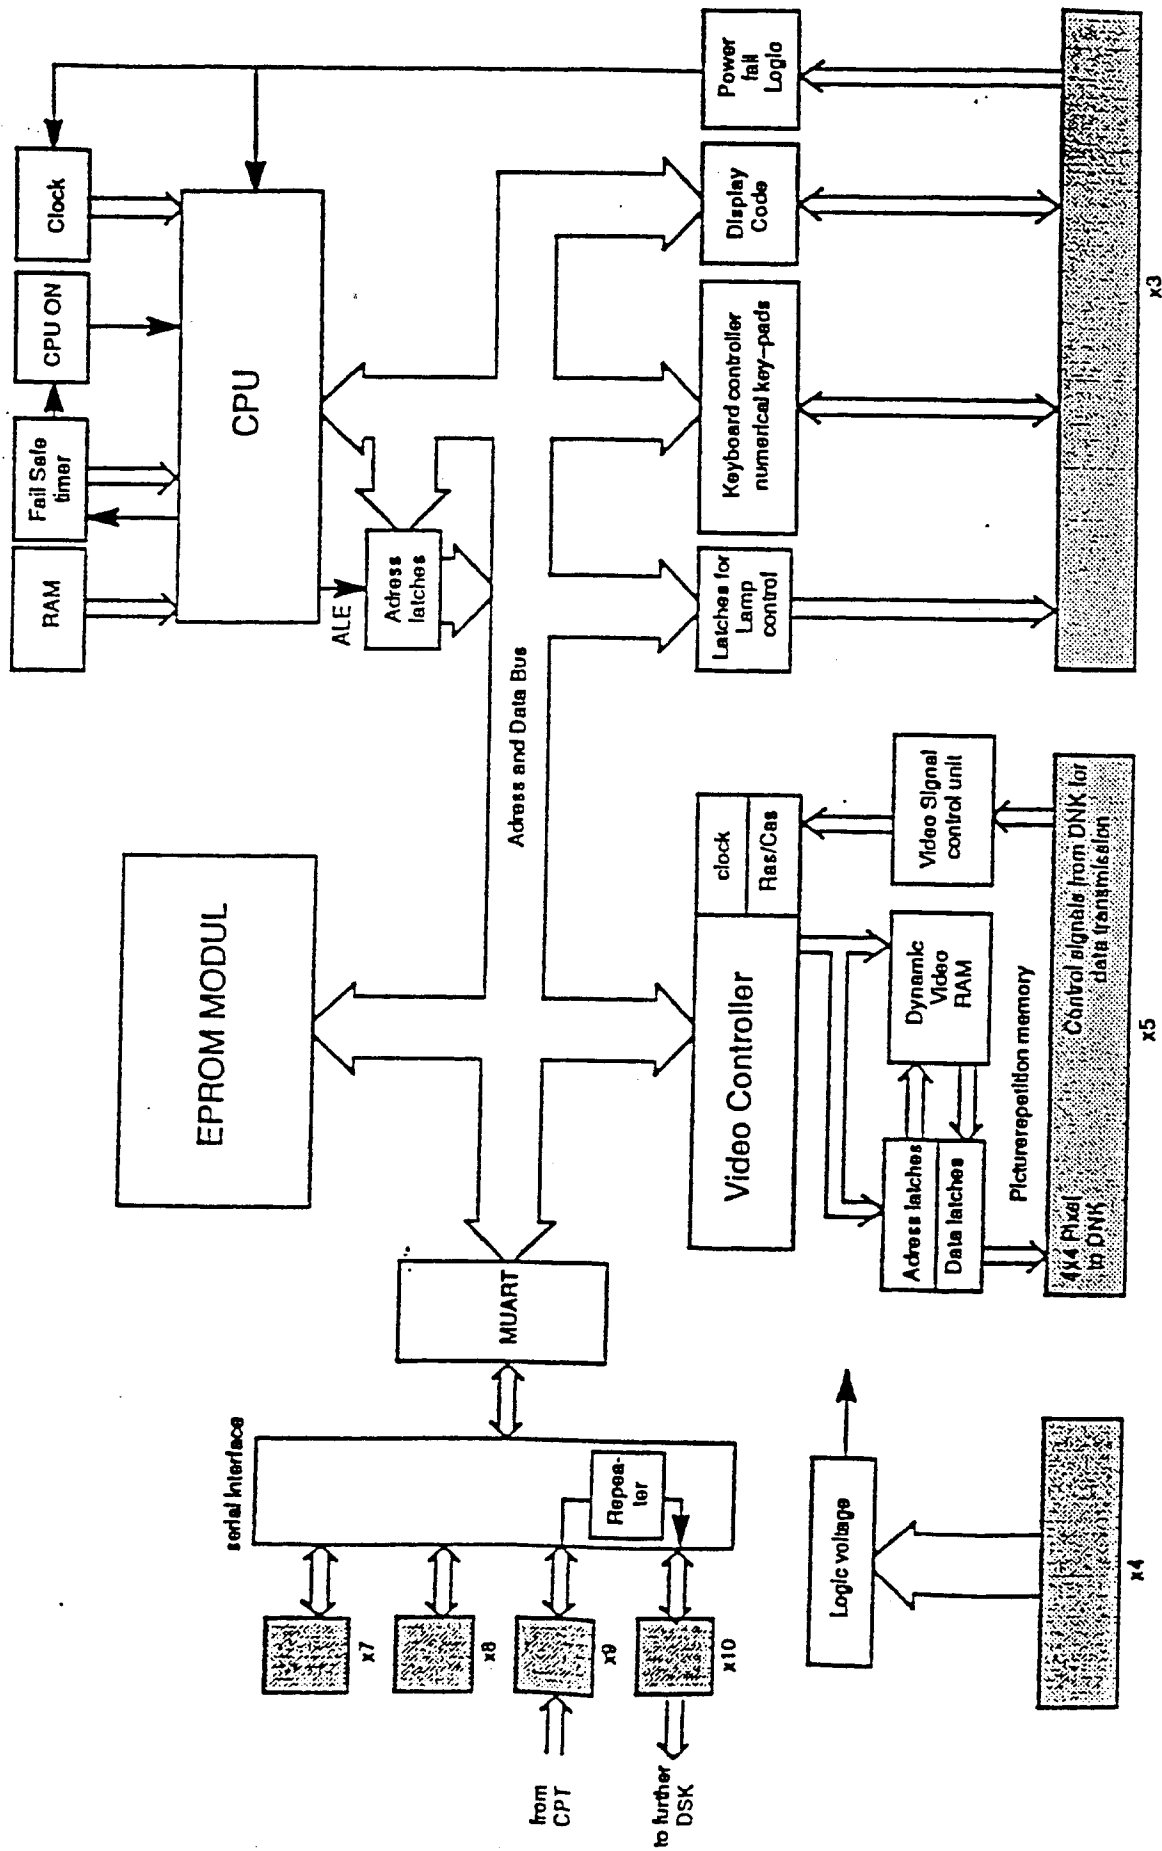 serial Interface
x7
x8
from
CPT
x9
to further
DSK
x10
Repea-
ter
MUART
EPROM MODUL
Adress and Data Bus
RAM
Fail Safe
timer
CPU ON
Clock
CPU
ALE
Adress
latches
Latches for
Lamp
control
Keyboard controller
numerical key-pads
Display
Code
Power
fail
Logic
x3
Logic voltage
x4
Video Controller
clock
Ras/Cas
Video Signal
control unit
Dynamic
Video
RAM
Adress latches
Data latches
Picturerepetition memory
4x4 Pixel
to DNK
Control signals from DNK for
data transmission
x5